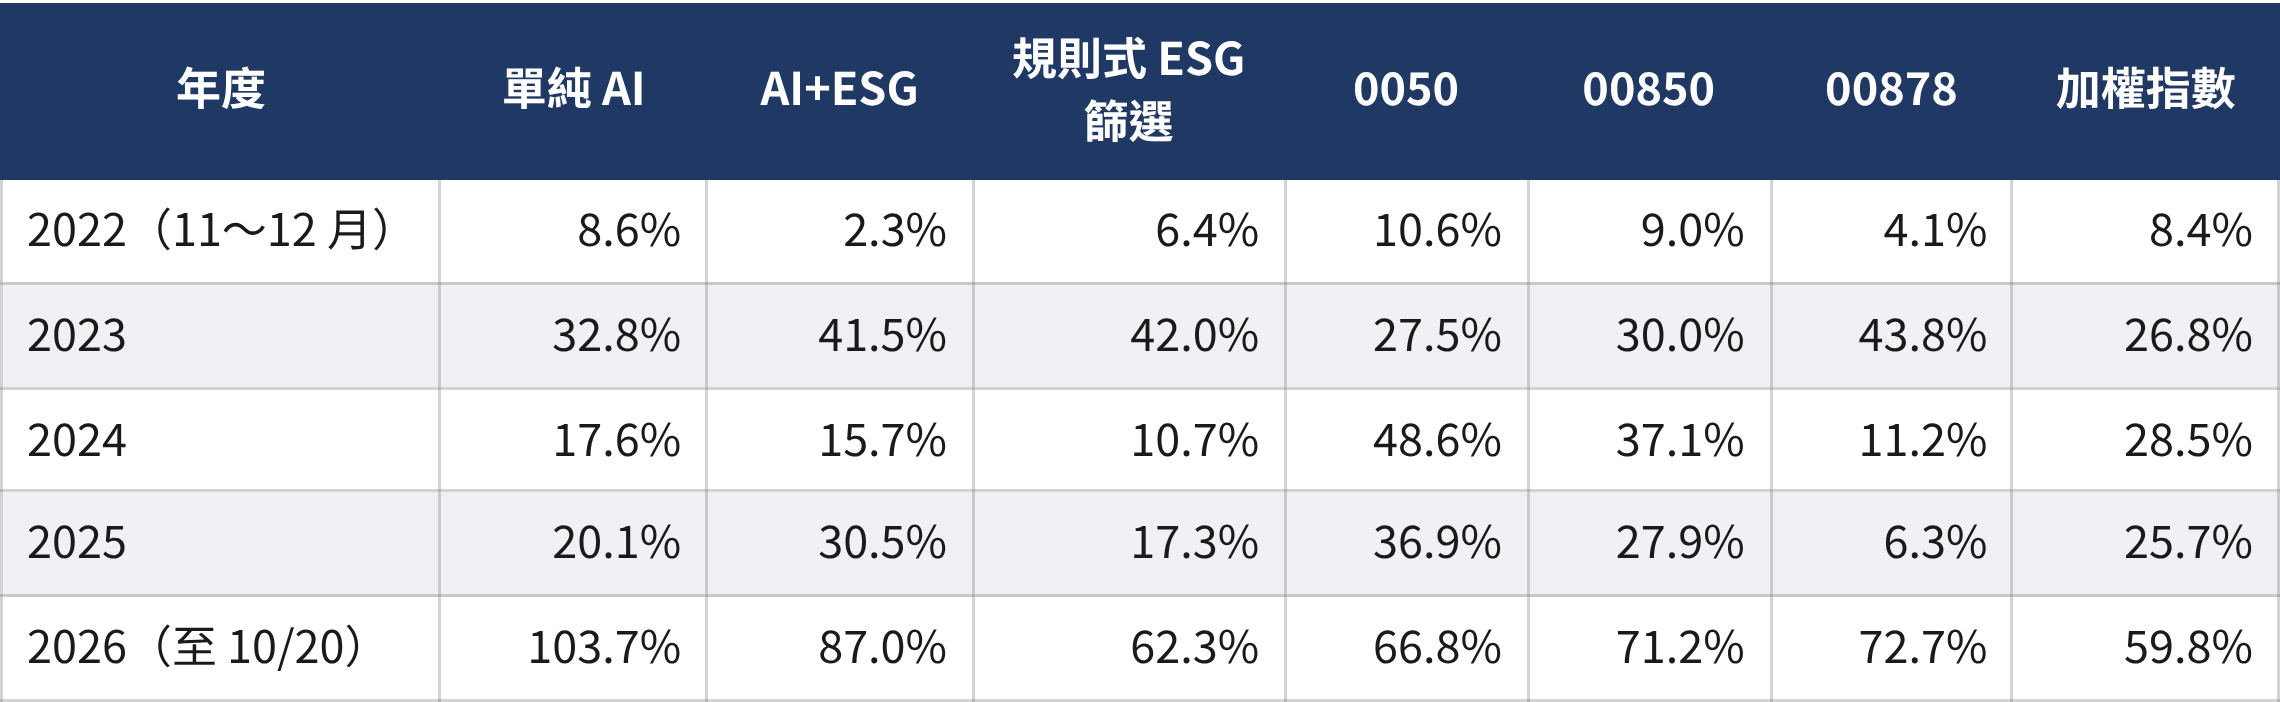 年度 單純 AI AI+ESG 規則式 ESG 篩選 0050 00850 00878 加權指數
2022（11～12 月） 8.6% 2.3% 6.4% 10.6% 9.0% 4.1% 8.4%
2023 32.8% 41.5% 42.0% 27.5% 30.0% 43.8% 26.8%
2024 17.6% 15.7% 10.7% 48.6% 37.1% 11.2% 28.5%
2025 20.1% 30.5% 17.3% 36.9% 27.9% 6.3% 25.7%
2026（至 10/20） 103.7% 87.0% 62.3% 66.8% 71.2% 72.7% 59.8%